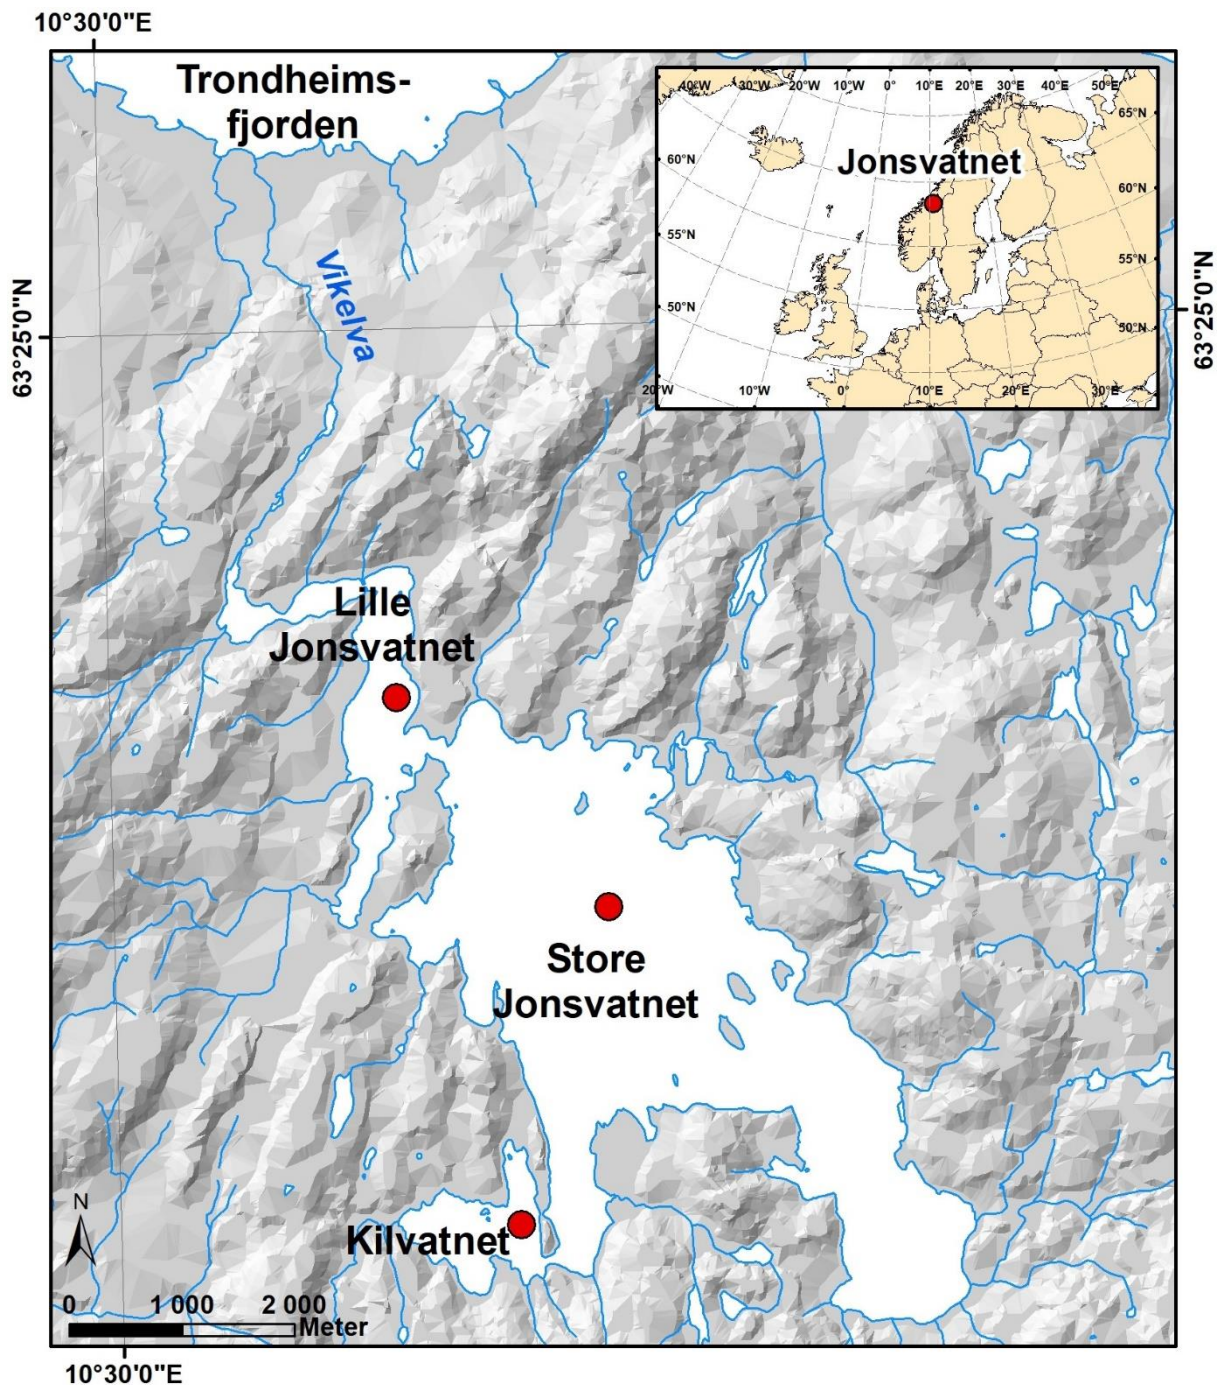 10°30'0"E
Trondheims-
fjorden
40°W 30°W 20°W 10°W 0° 10°E 20°E 30°E 40°E 50°E
65°N
60°N
Jonsvatnet
60°N
55°N
55°N
50°N
50°N
20°W 10°W 0° 10°E 20°E 30°E
Vikelva
63°25'0"N
63°25'0"N
Lille
Jonsvatnet
Store
Jonsvatnet
Kilvatnet
N
0 1 000 2 000
Meter
10°30'0"E